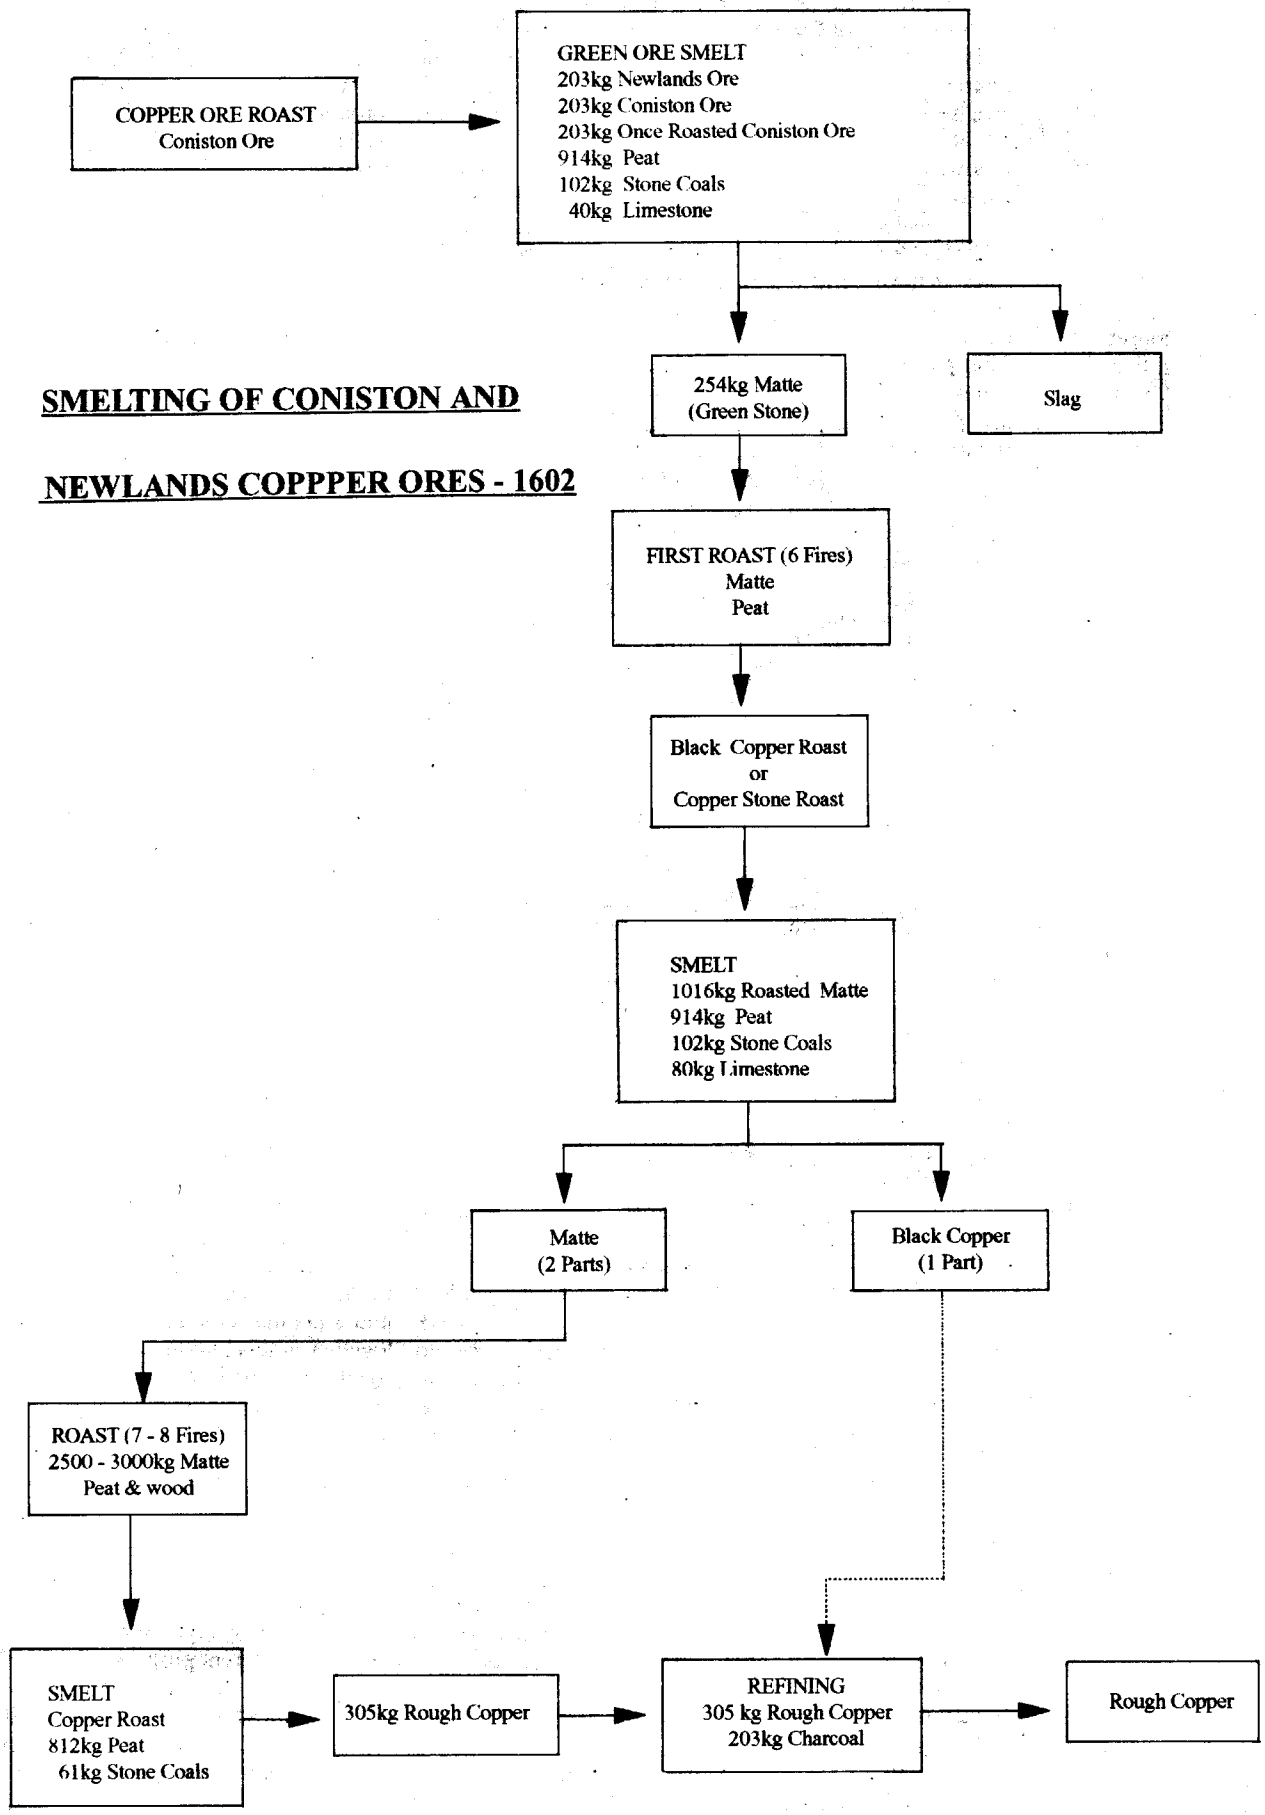 GREEN ORE SMELT
203kg Newlands Ore
203kg Coniston Ore
203kg Once Roasted Coniston Ore
914kg Peat
102kg Stone Coals
40kg Limestone
COPPER ORE ROAST
Coniston Ore
254kg Matte
(Green Stone)
Slag
SMELTING OF CONISTON AND
NEWLANDS COPPPER ORES - 1602
FIRST ROAST (6 Fires)
Matte
Peat
Black Copper Roast
or
Copper Stone Roast
SMELT
1016kg Roasted Matte
914kg Peat
102kg Stone Coals
80kg Limestone
Matte
(2 Parts)
Black Copper
(1 Part)
ROAST (7 - 8 Fires)
2500 - 3000kg Matte
Peat & wood
SMELT
Copper Roast
812kg Peat
61kg Stone Coals
305kg Rough Copper
REFINING
305 kg Rough Copper
203kg Charcoal
Rough Copper